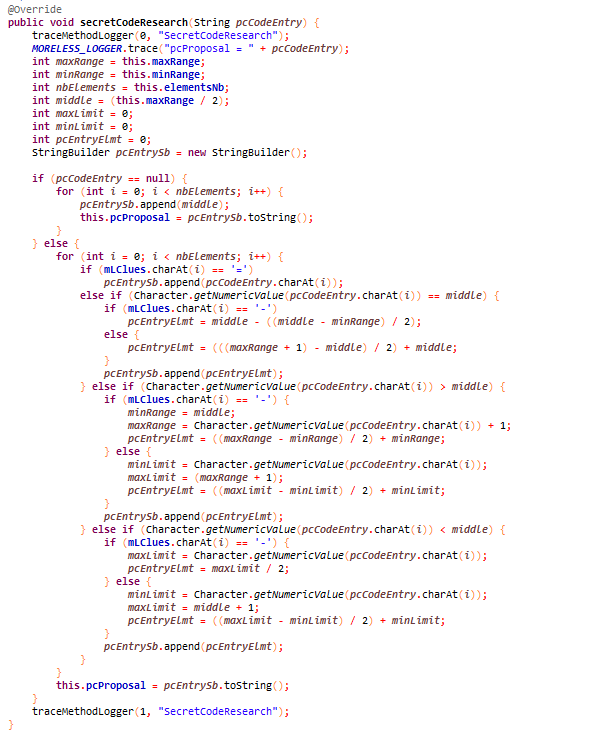 @Override
public void secretCodeResearch(String pcCodeEntry) {
    traceMethodLogger(0, "SecretCodeResearch");
    MORELESS_LOGGER.trace("pcProposal = " + pcCodeEntry);
    int maxRange = this.maxRange;
    int minRange = this.minRange;
    int nbElements = this.elementsNb;
    int middle = (this.maxRange / 2);
    int maxLimit = 0;
    int minLimit = 0;
    int pcEntryElmt = 0;
    StringBuilder pcEntrySb = new StringBuilder();

    if (pcCodeEntry == null) {
        for (int i = 0; i < nbElements; i++) {
            pcEntrySb.append(middle);
            this.pcProposal = pcEntrySb.toString();
        }
    } else {
        for (int i = 0; i < nbElements; i++) {
            if (mLClues.charAt(i) == '=')
                pcEntrySb.append(pcCodeEntry.charAt(i));
            else if (Character.getNumericValue(pcCodeEntry.charAt(i)) == middle) {
                if (mLClues.charAt(i) == '-')
                    pcEntryElmt = middle - ((middle - minRange) / 2);
                else {
                    pcEntryElmt = (((maxRange + 1) - middle) / 2) + middle;
                }
                pcEntrySb.append(pcEntryElmt);
            } else if (Character.getNumericValue(pcCodeEntry.charAt(i)) > middle) {
                if (mLClues.charAt(i) == '-') {
                    minRange = middle;
                    maxRange = Character.getNumericValue(pcCodeEntry.charAt(i)) + 1;
                    pcEntryElmt = ((maxRange - minRange) / 2) + minRange;
                } else {
                    minLimit = Character.getNumericValue(pcCodeEntry.charAt(i));
                    maxLimit = (maxRange + 1);
                    pcEntryElmt = ((maxLimit - minLimit) / 2) + minLimit;
                }
                pcEntrySb.append(pcEntryElmt);
            } else if (Character.getNumericValue(pcCodeEntry.charAt(i)) < middle) {
                if (mLClues.charAt(i) == '-') {
                    maxLimit = Character.getNumericValue(pcCodeEntry.charAt(i));
                    pcEntryElmt = maxLimit / 2;
                } else {
                    minLimit = Character.getNumericValue(pcCodeEntry.charAt(i));
                    maxLimit = middle + 1;
                    pcEntryElmt = ((maxLimit - minLimit) / 2) + minLimit;
                }
                pcEntrySb.append(pcEntryElmt);
            }
        }
        this.pcProposal = pcEntrySb.toString();
    }
    traceMethodLogger(1, "SecretCodeResearch");
}